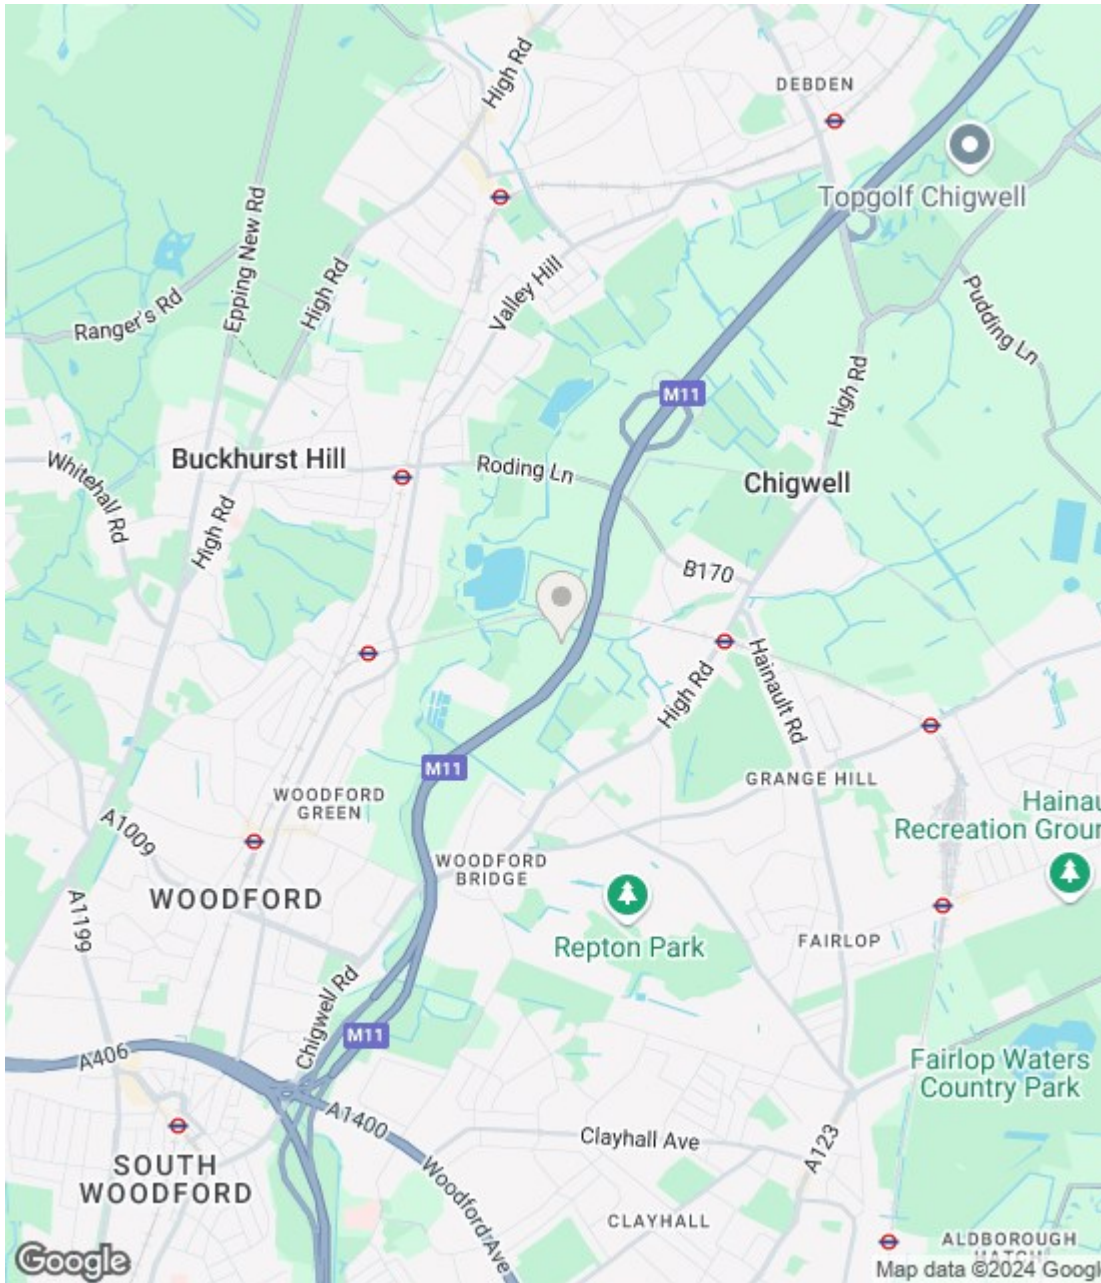 High Rd
DEBDEN
Topgolf Chigwell
Epping New Rd
High Rd
Valley Hill
Ranger's Rd
Pudding Ln
M11
High Rd
Whitehall Rd
Buckhurst Hill
Roding Ln
Chigwell
High Rd
B170
Hainault Rd
High Rd
M11
GRANGE HILL
WOODFORD
GREEN
Hainau
Recreation Groun
A1009
WOODFORD
BRIDGE
WOODFORD
A1199
Repton Park
FAIRLOP
Chigwell Rd
M11
A406
Fairlop Waters
Country Park
A1400
Clayhall Ave
A123
SOUTH
WOODFORD
Woodford Ave
CLAYHALL
ALDBOROUGH
HATCH
Google
Map data ©2024 Googl